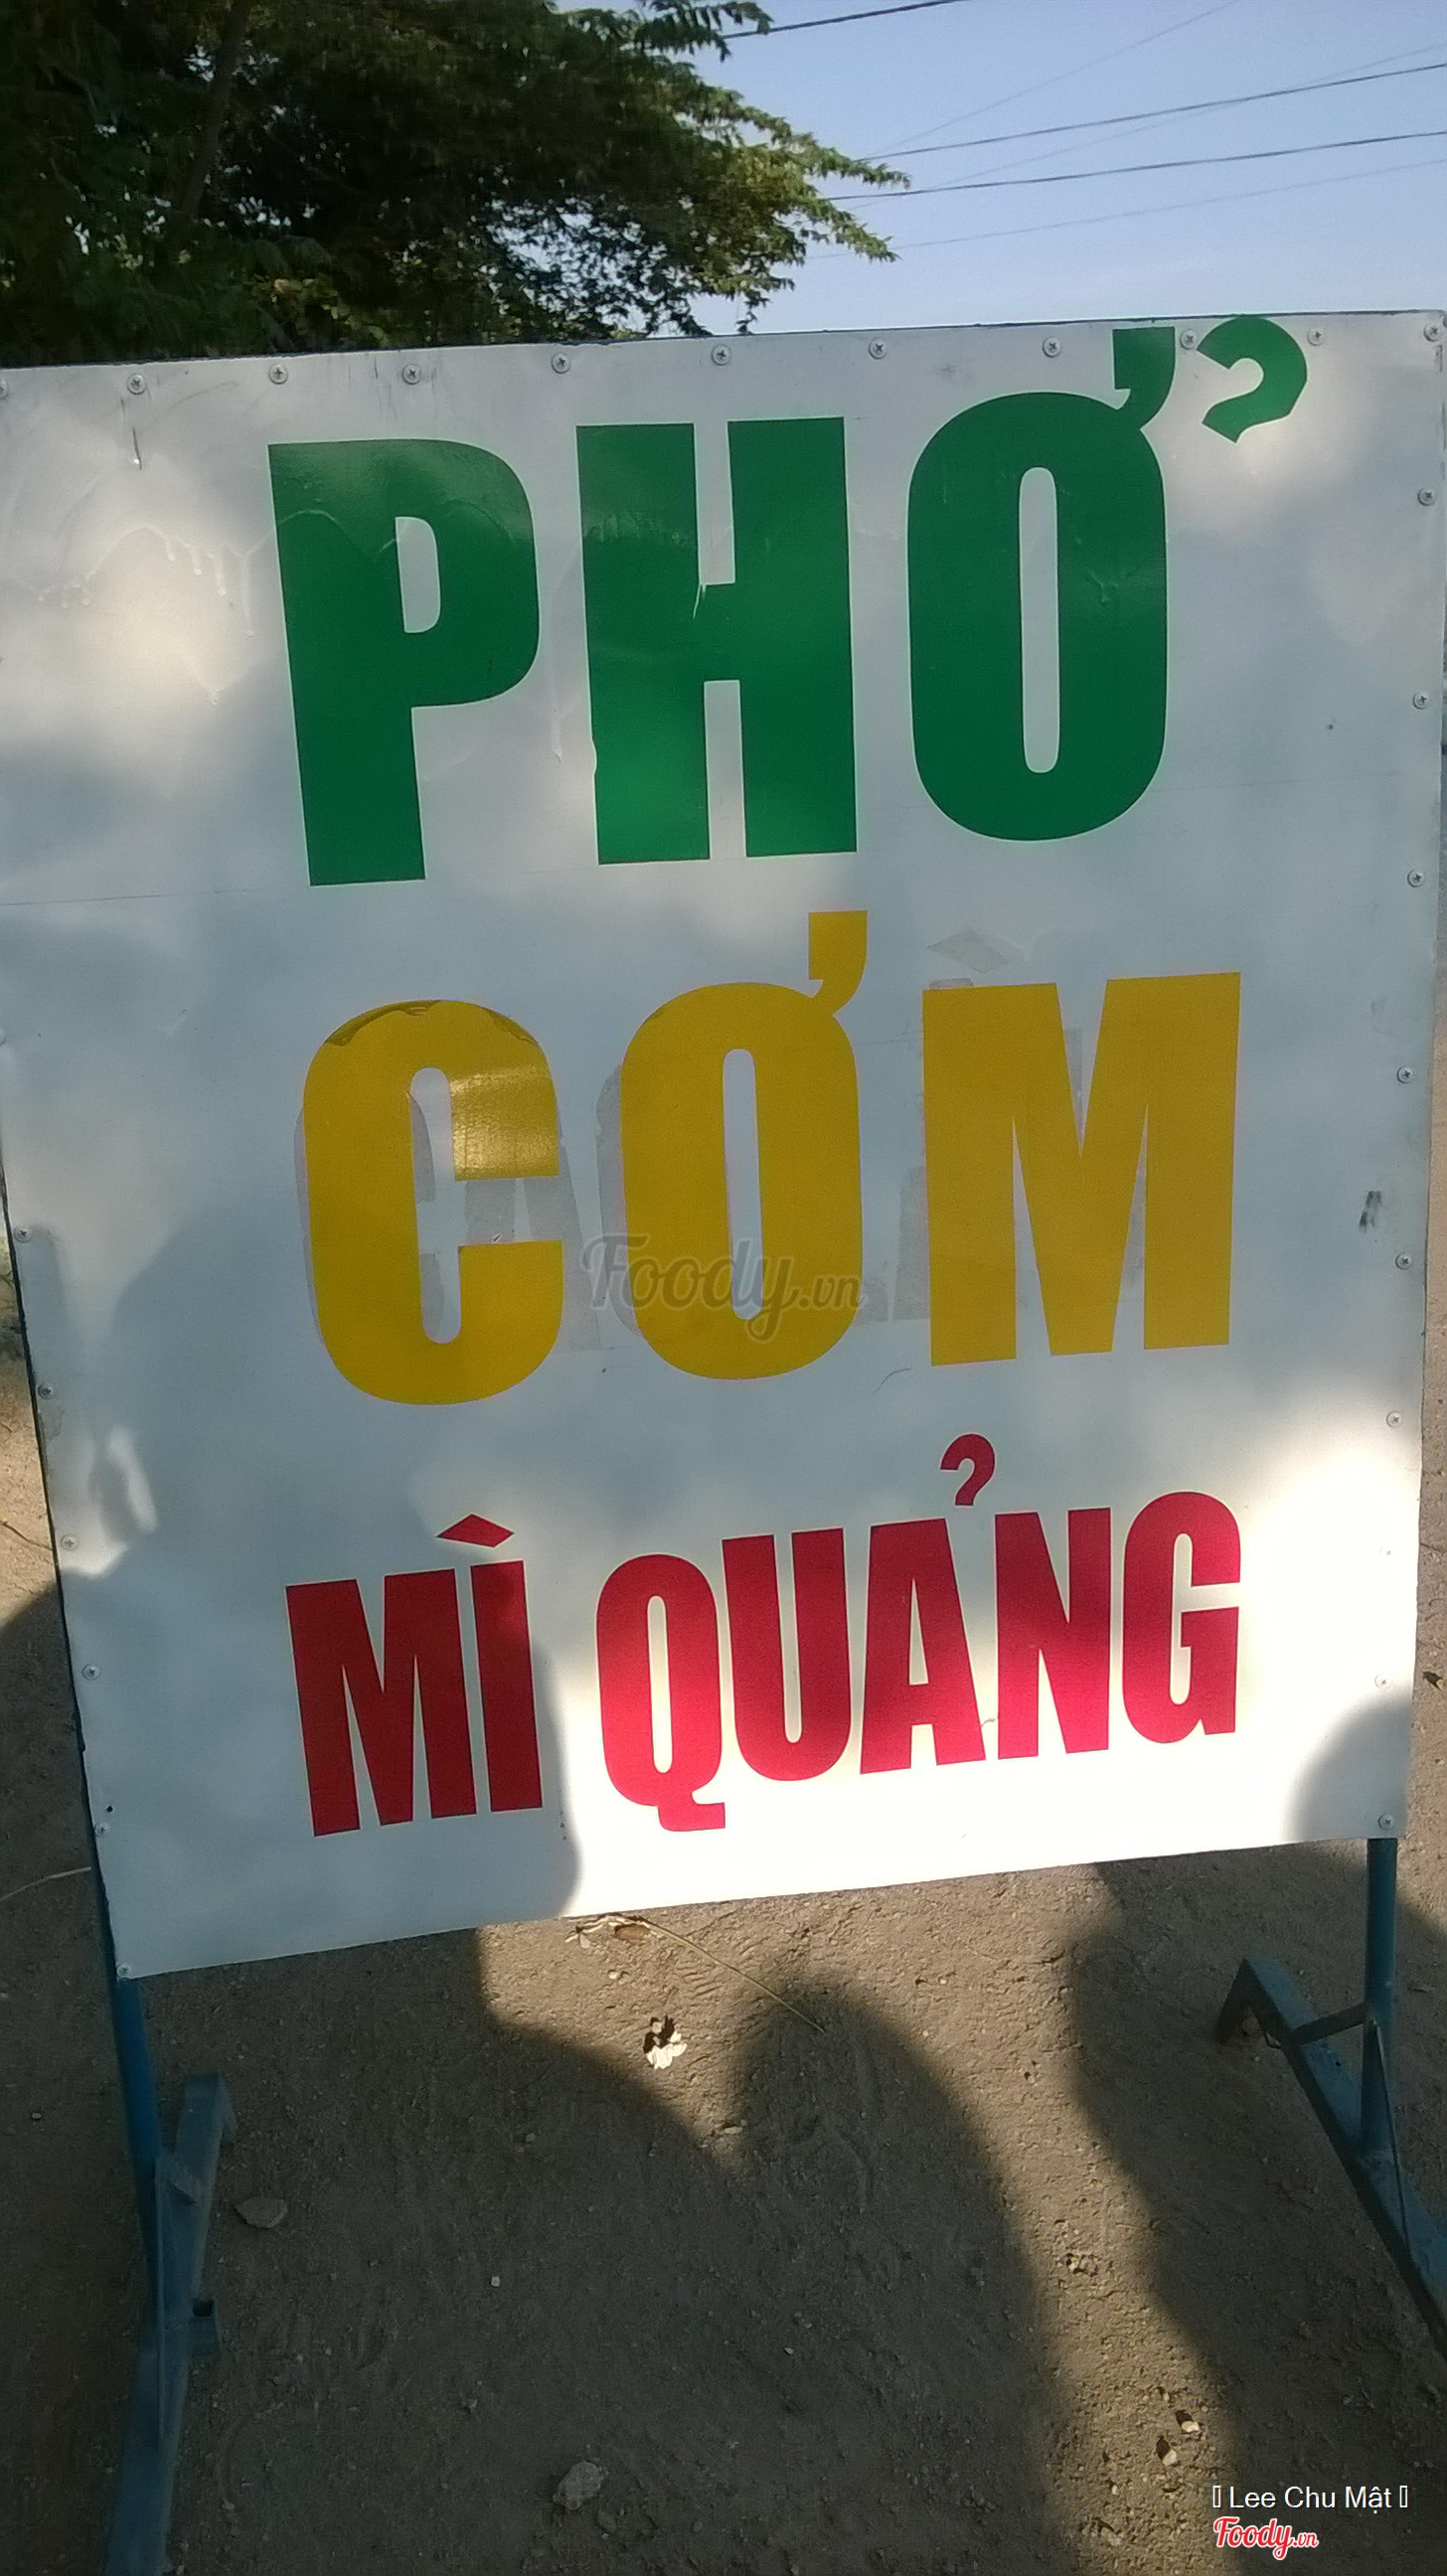 PHỞ
CƠM
MÌ QUẢNG
Foody.vn
Lee Chu Mật
Foody.vn